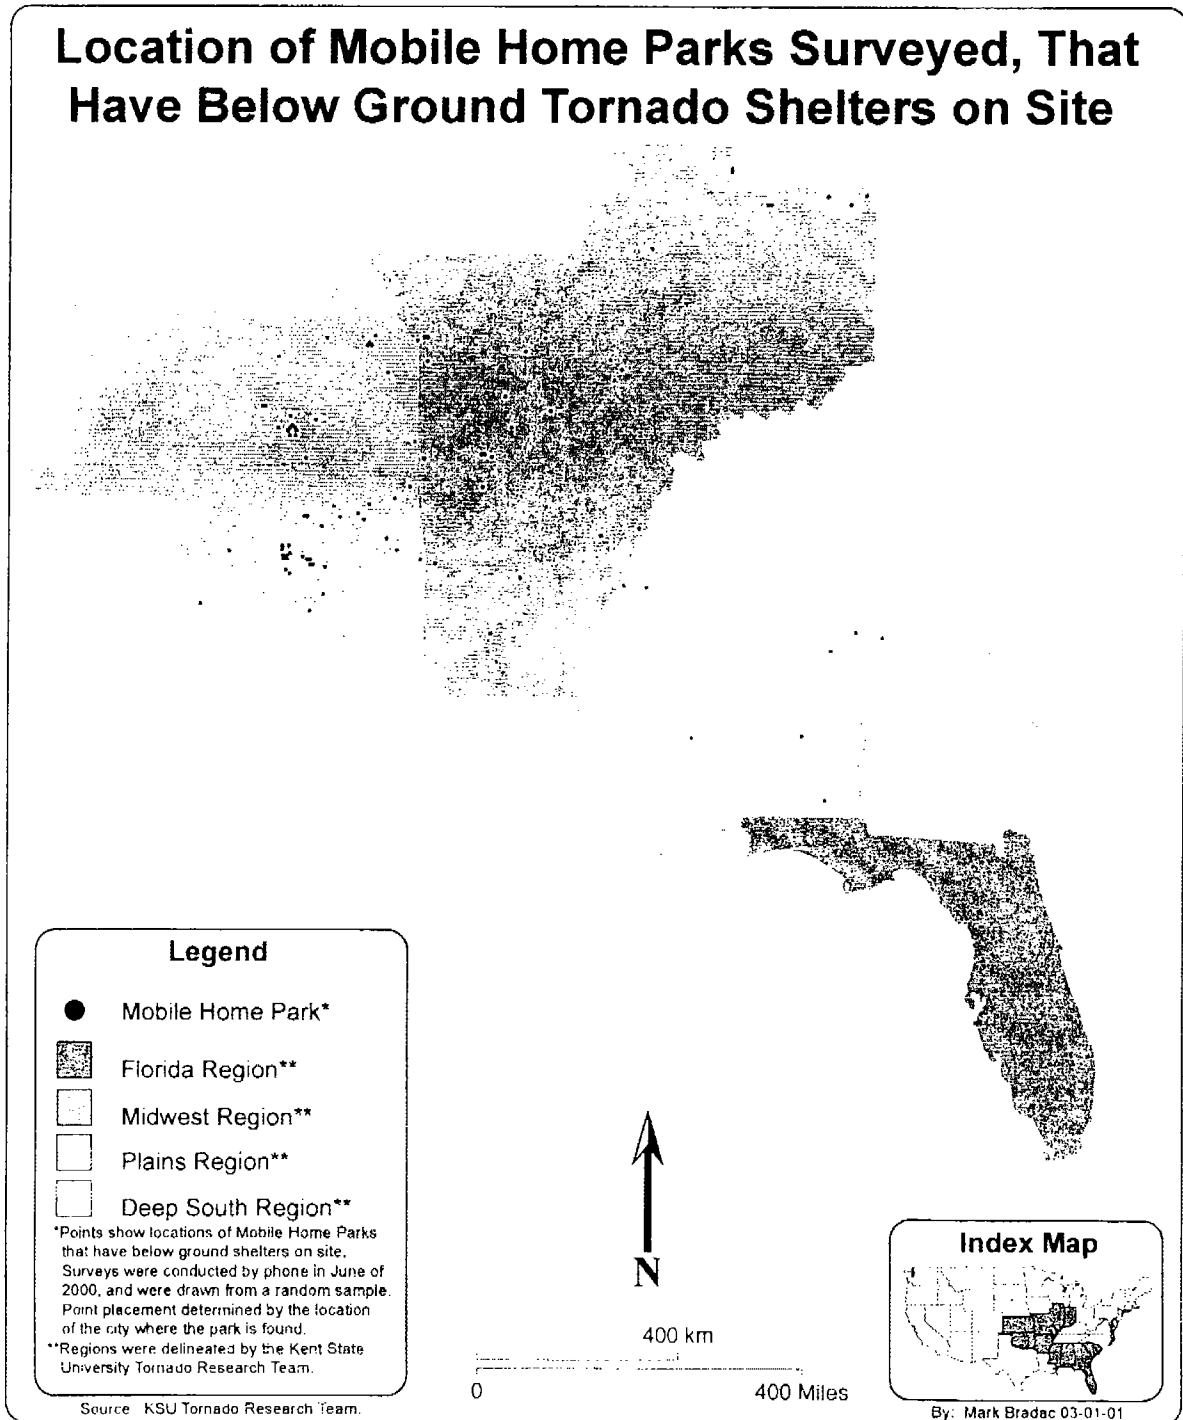 Location of Mobile Home Parks Surveyed, That
Have Below Ground Tornado Shelters on Site
Legend
Mobile Home Park*
Florida Region**
Midwest Region**
Plains Region**
Deep South Region**
*Points show locations of Mobile Home Parks
that have below ground shelters on site.
Surveys were conducted by phone in June of
2000, and were drawn from a random sample.
Point placement determined by the location
of the city where the park is found.
**Regions were delineated by the Kent State
University Tornado Research Team.
Source KSU Tornado Research Team.
N
400 km
0 400 Miles
Index Map
By: Mark Bradac 03-01-01